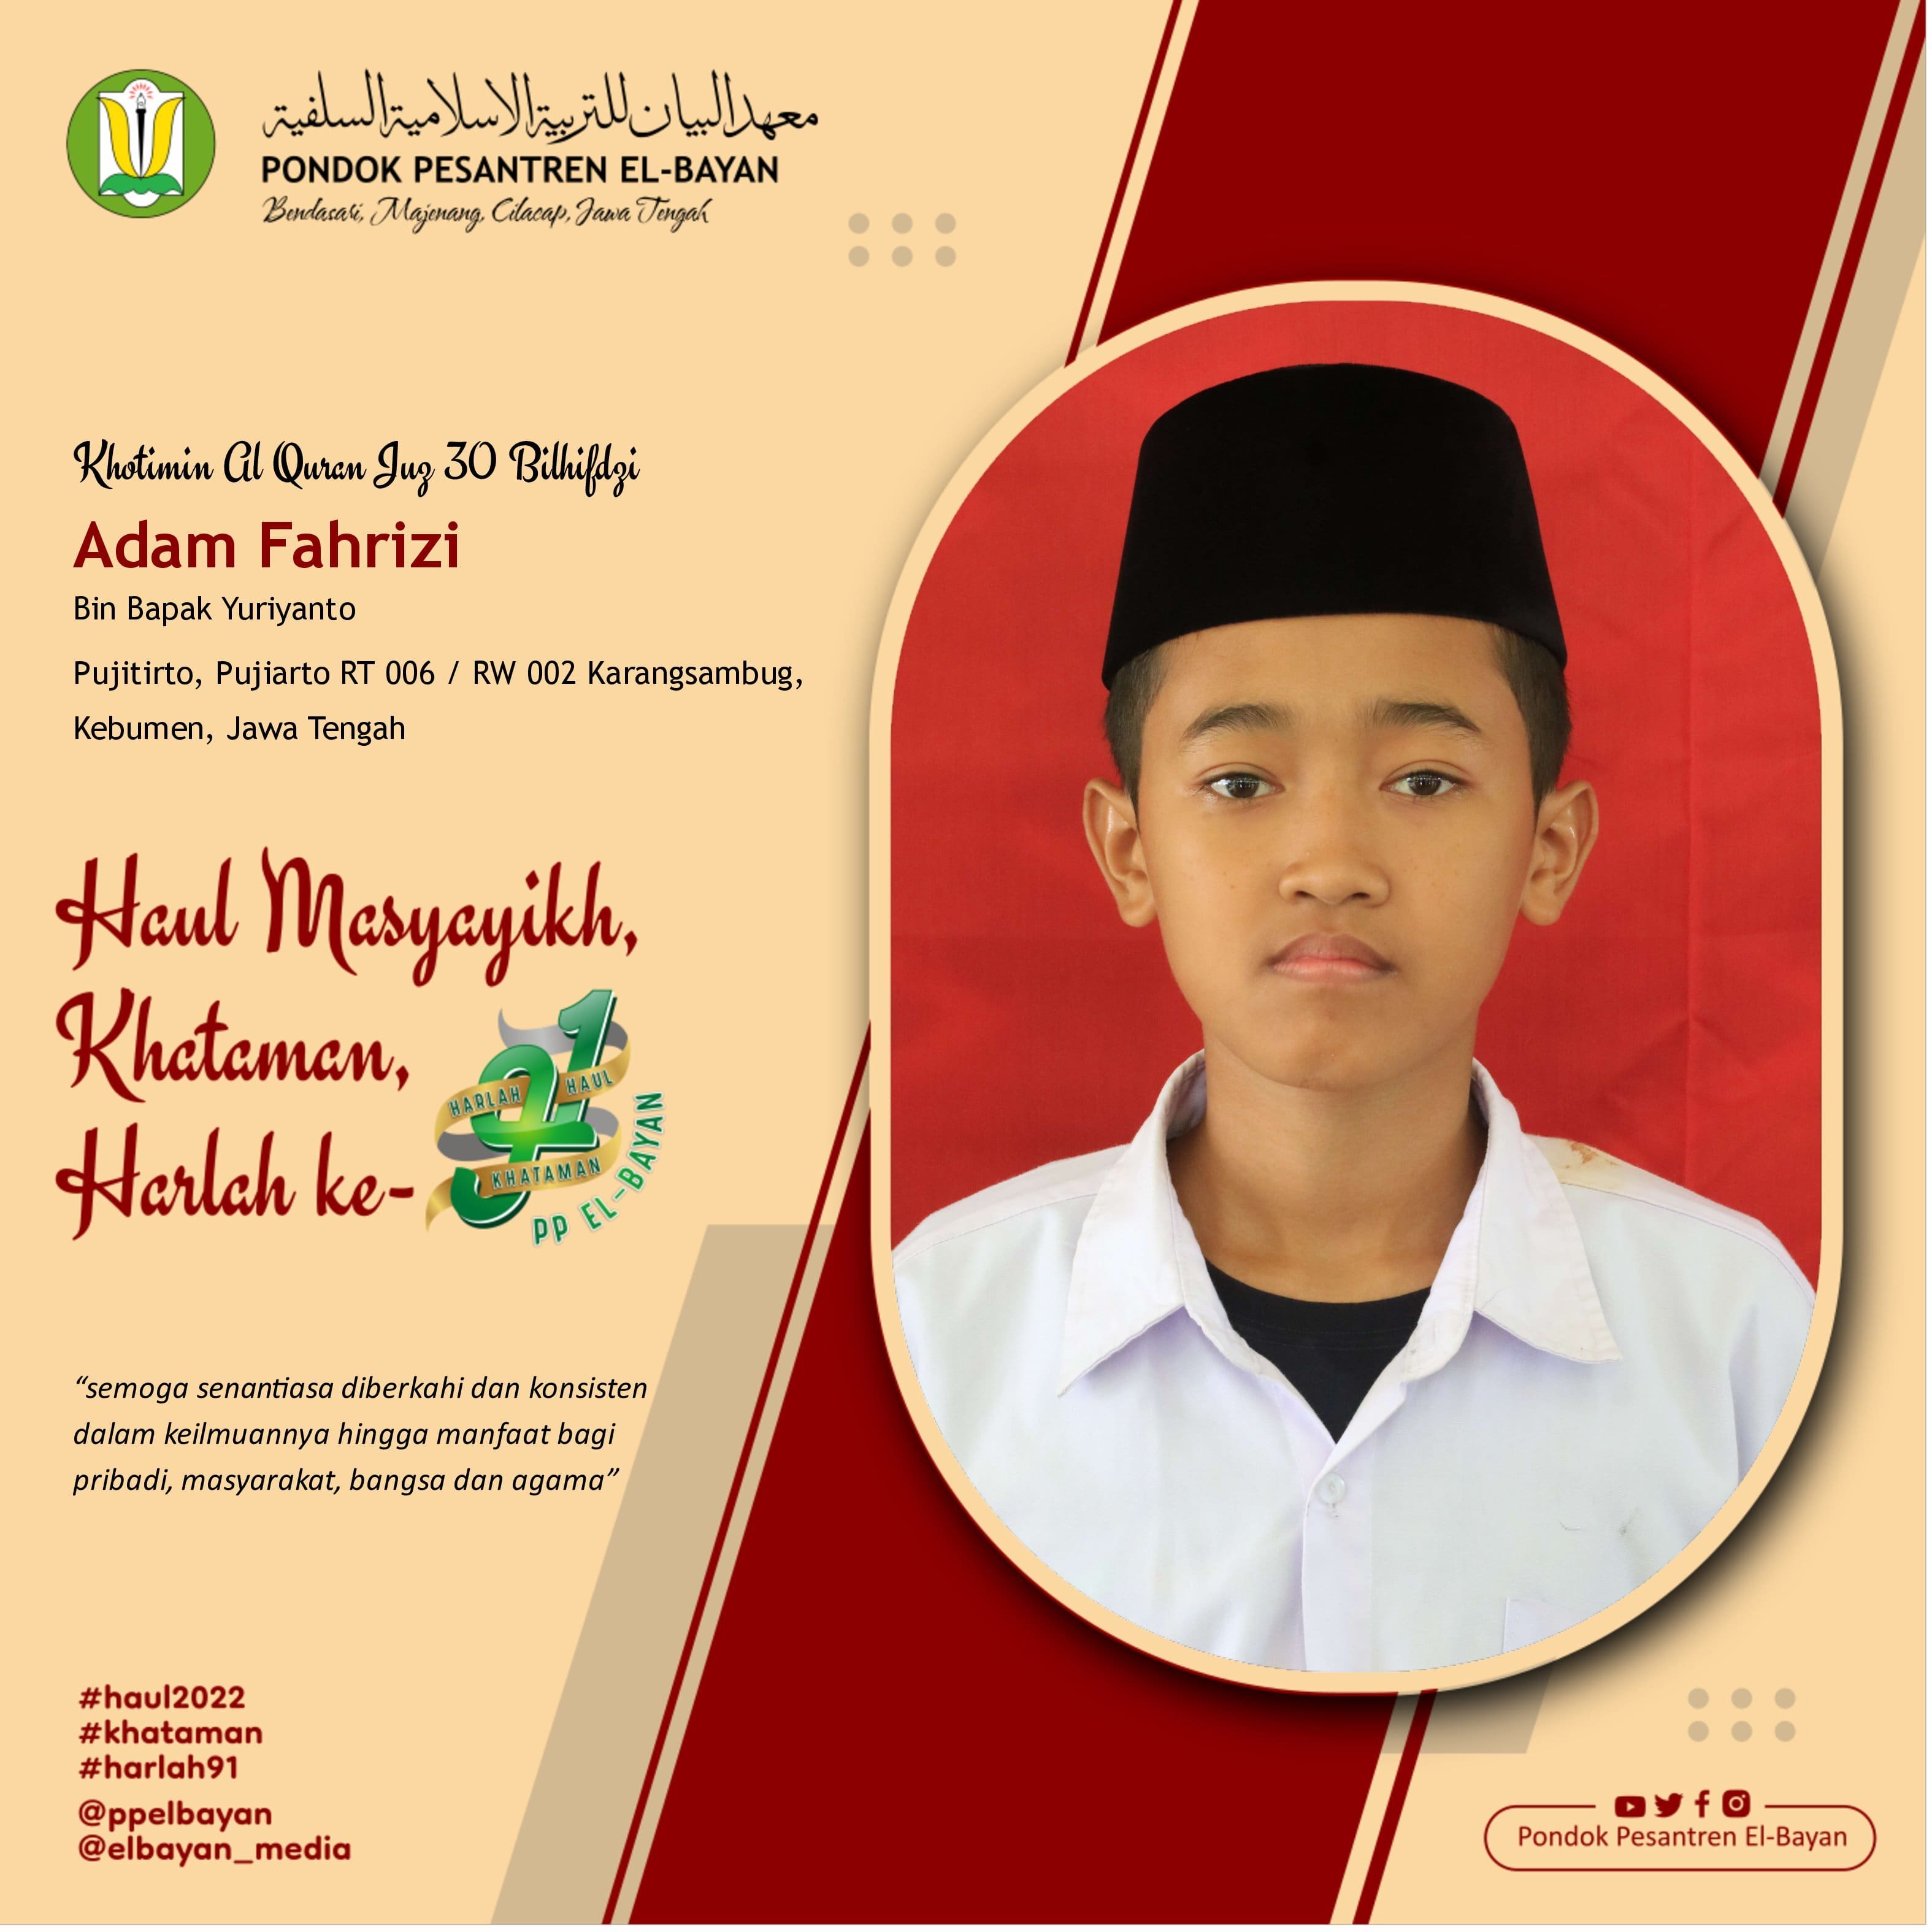 معهد البيان للتربية الاسلامية السلفية
PONDOK PESANTREN EL-BAYAN
Bendasari, Majenang, Cilacap, Jawa Tengah
Khotimin Al Quran Juz 30 Bilhifdzi
Adam Fahrizi
Bin Bapak Yuriyanto
Pujitirto, Pujiarto RT 006 / RW 002 Karangsambug,
Kebumen, Jawa Tengah
Haul Masyayikh,
Khataman,
Harlah ke-
91
HARLAH HAUL
KHATAMAN
PP EL-BAYAN
“semoga senantiasa diberkahi dan konsisten
dalam keilmuannya hingga manfaat bagi
pribadi, masyarakat, bangsa dan agama”
#haul2022
#khataman
#harlah91
@ppelbayan
@elbayan_media
Pondok Pesantren El-Bayan